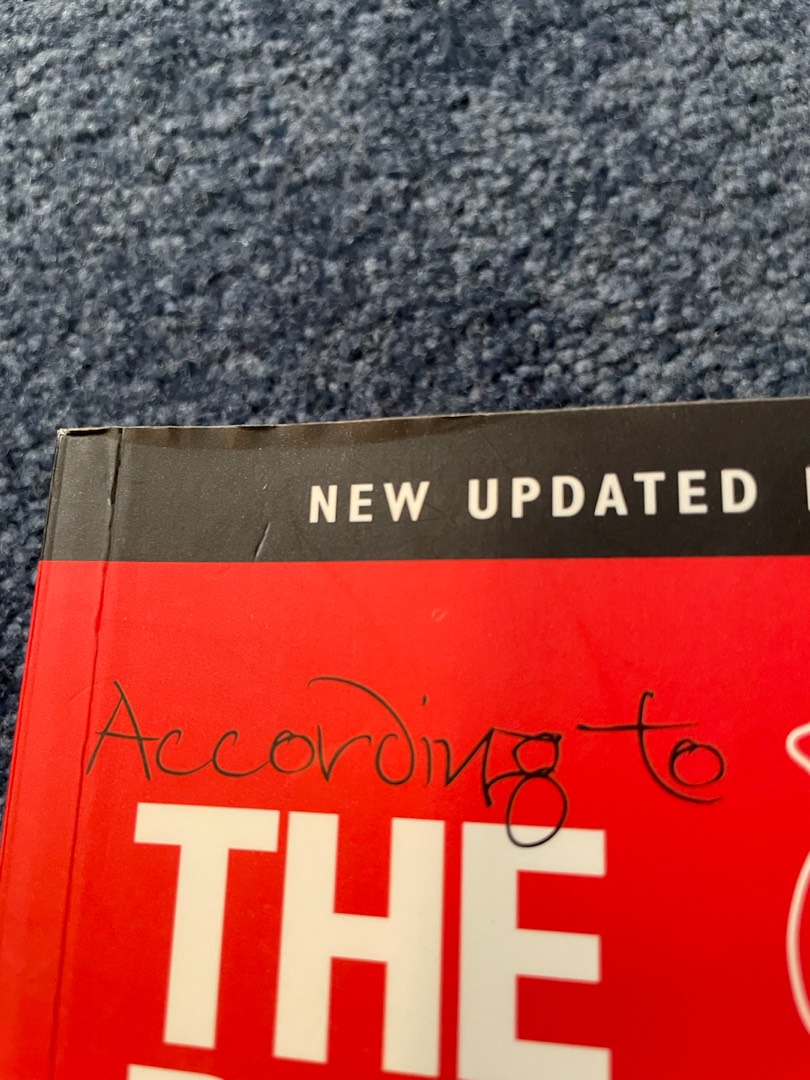 NEW UPDATED
According to
THE